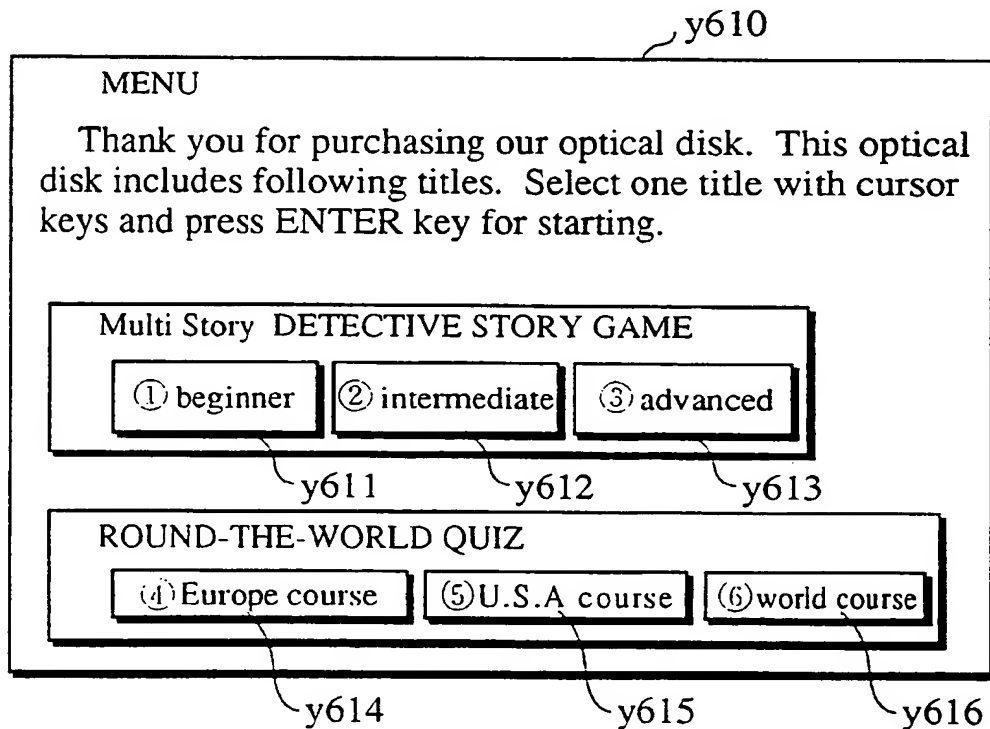 y610
MENU
Thank you for purchasing our optical disk. This optical
disk includes following titles. Select one title with cursor
keys and press ENTER key for starting.
Multi Story DETECTIVE STORY GAME
① beginner ② intermediate ③ advanced
y611 y612 y613
ROUND-THE-WORLD QUIZ
④ Europe course ⑤ U.S.A course ⑥ world course
y614 y615 y616